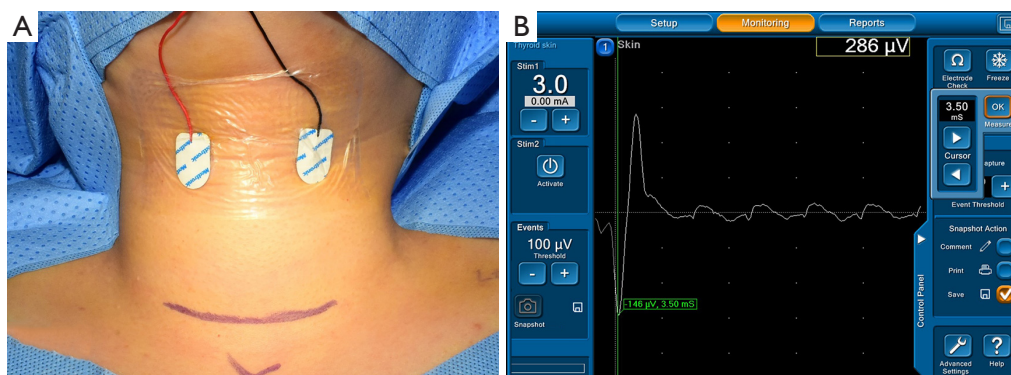 A
Medtronic
Medtronic
B
Setup
Monitoring
Reports
Thyroid skin
1
Skin
286 µV
Stim1
3.0
0.00 mA
- +
Stim2
Activate
Events
100 µV
Threshold
- +
Snapshot
-146 µV, 3.50 mS
Electrode
Check
Freeze
3.50
mS
OK
Measure
Cursor
apture
+
Event Threshold
Control Panel
Snapshot Action
Comment
Print
Save
Advanced
Settings
?
Help